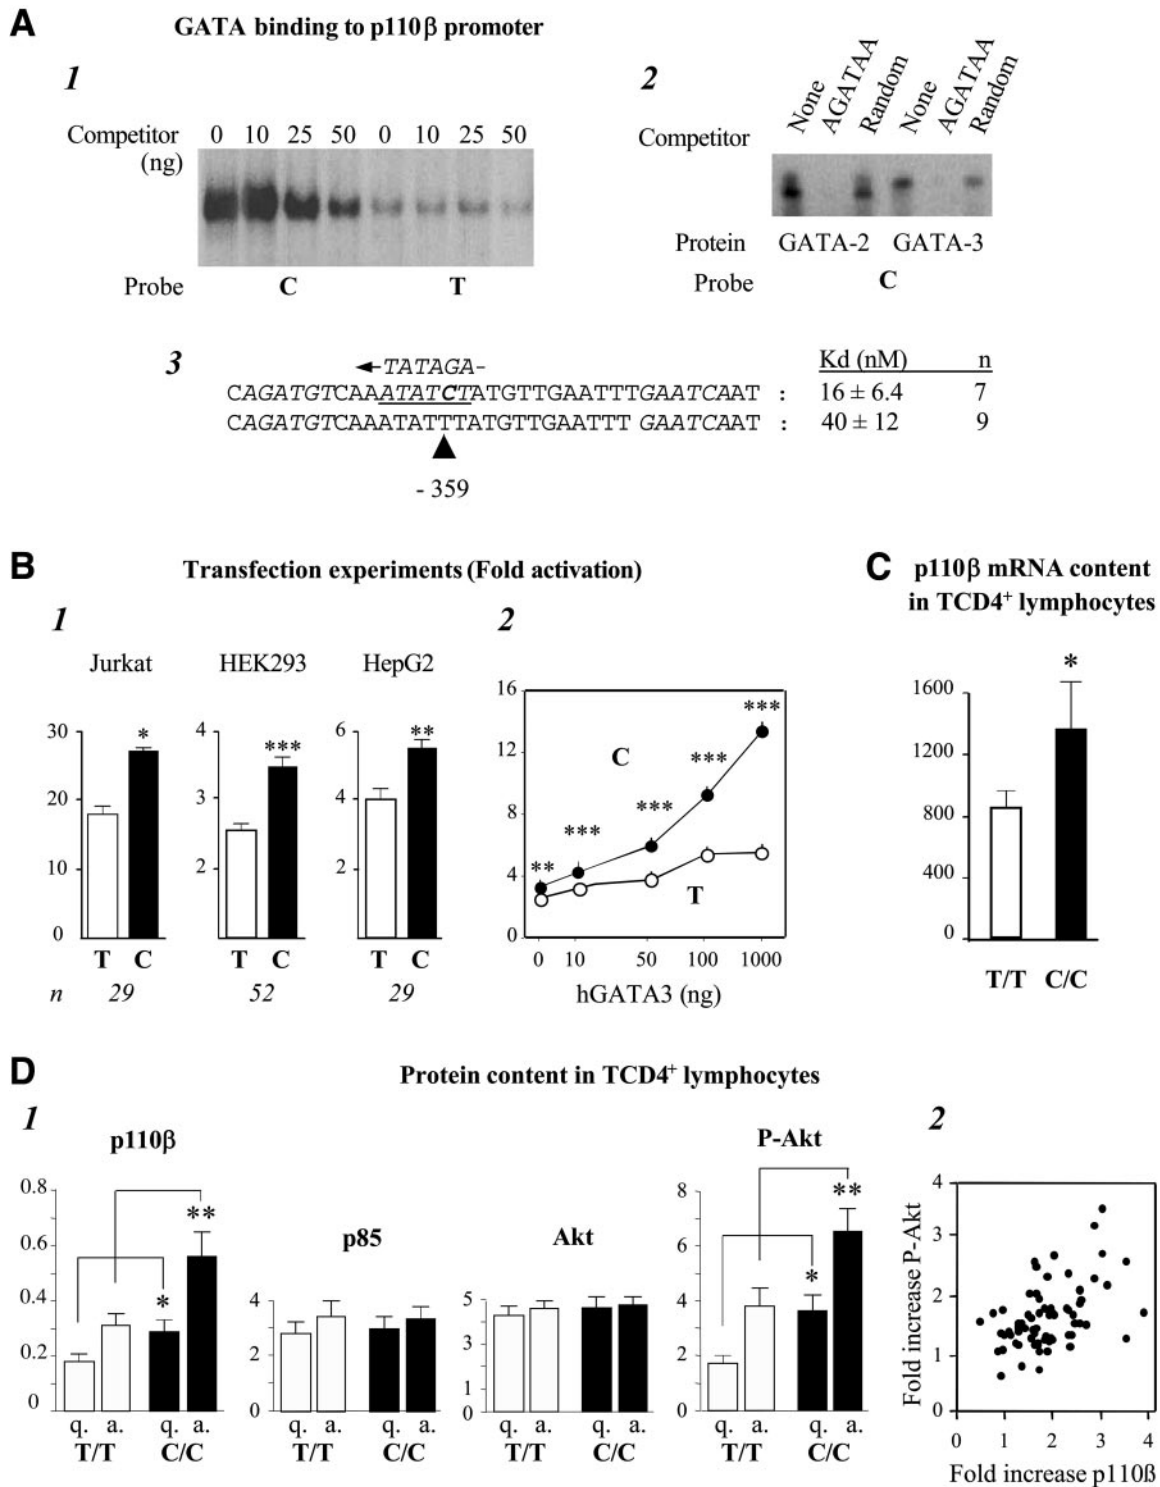 A
GATA binding to p110β promoter
1
Competitor (ng)
0 10 25 50 0 10 25 50
Probe C T
2
Competitor
None AGATAA Random None AGATAA Random
Protein GATA-2 GATA-3
Probe C
3
TATAGA-
Kd (nM) n
CAGATGTCAAATATCTATGTTGAATTTGAATCAAT : 16 ± 6.4 7
CAGATGTCAAATATTTATGTTGAATTT GAATCAAT : 40 ± 12 9
- 359
B
Transfection experiments (Fold activation)
1
Jurkat HEK293 HepG2
30 20 10 0
*
T C
4 3 2
***
T C
6 4 2
**
T C
n 29 52 29
2
16
12
8
4
0
** *** *** *** ***
C
T
0 10 50 100 1000
hGATA3 (ng)
C
p110β mRNA content
in TCD4+ lymphocytes
*
1600
1200
800
400
0
T/T C/C
D
Protein content in TCD4+ lymphocytes
1
p110β
0.8
0.6
0.4
0.2
0
* **
q. a. q. a.
T/T C/C
p85
4
2
0
q. a. q. a.
T/T C/C
Akt
5
3
1
0
q. a. q. a.
T/T C/C
P-Akt
8
6
4
2
0
* **
q. a. q. a.
T/T C/C
2
Fold increase P-Akt
4
3
2
1
0
0 1 2 3 4
Fold increase p110ß